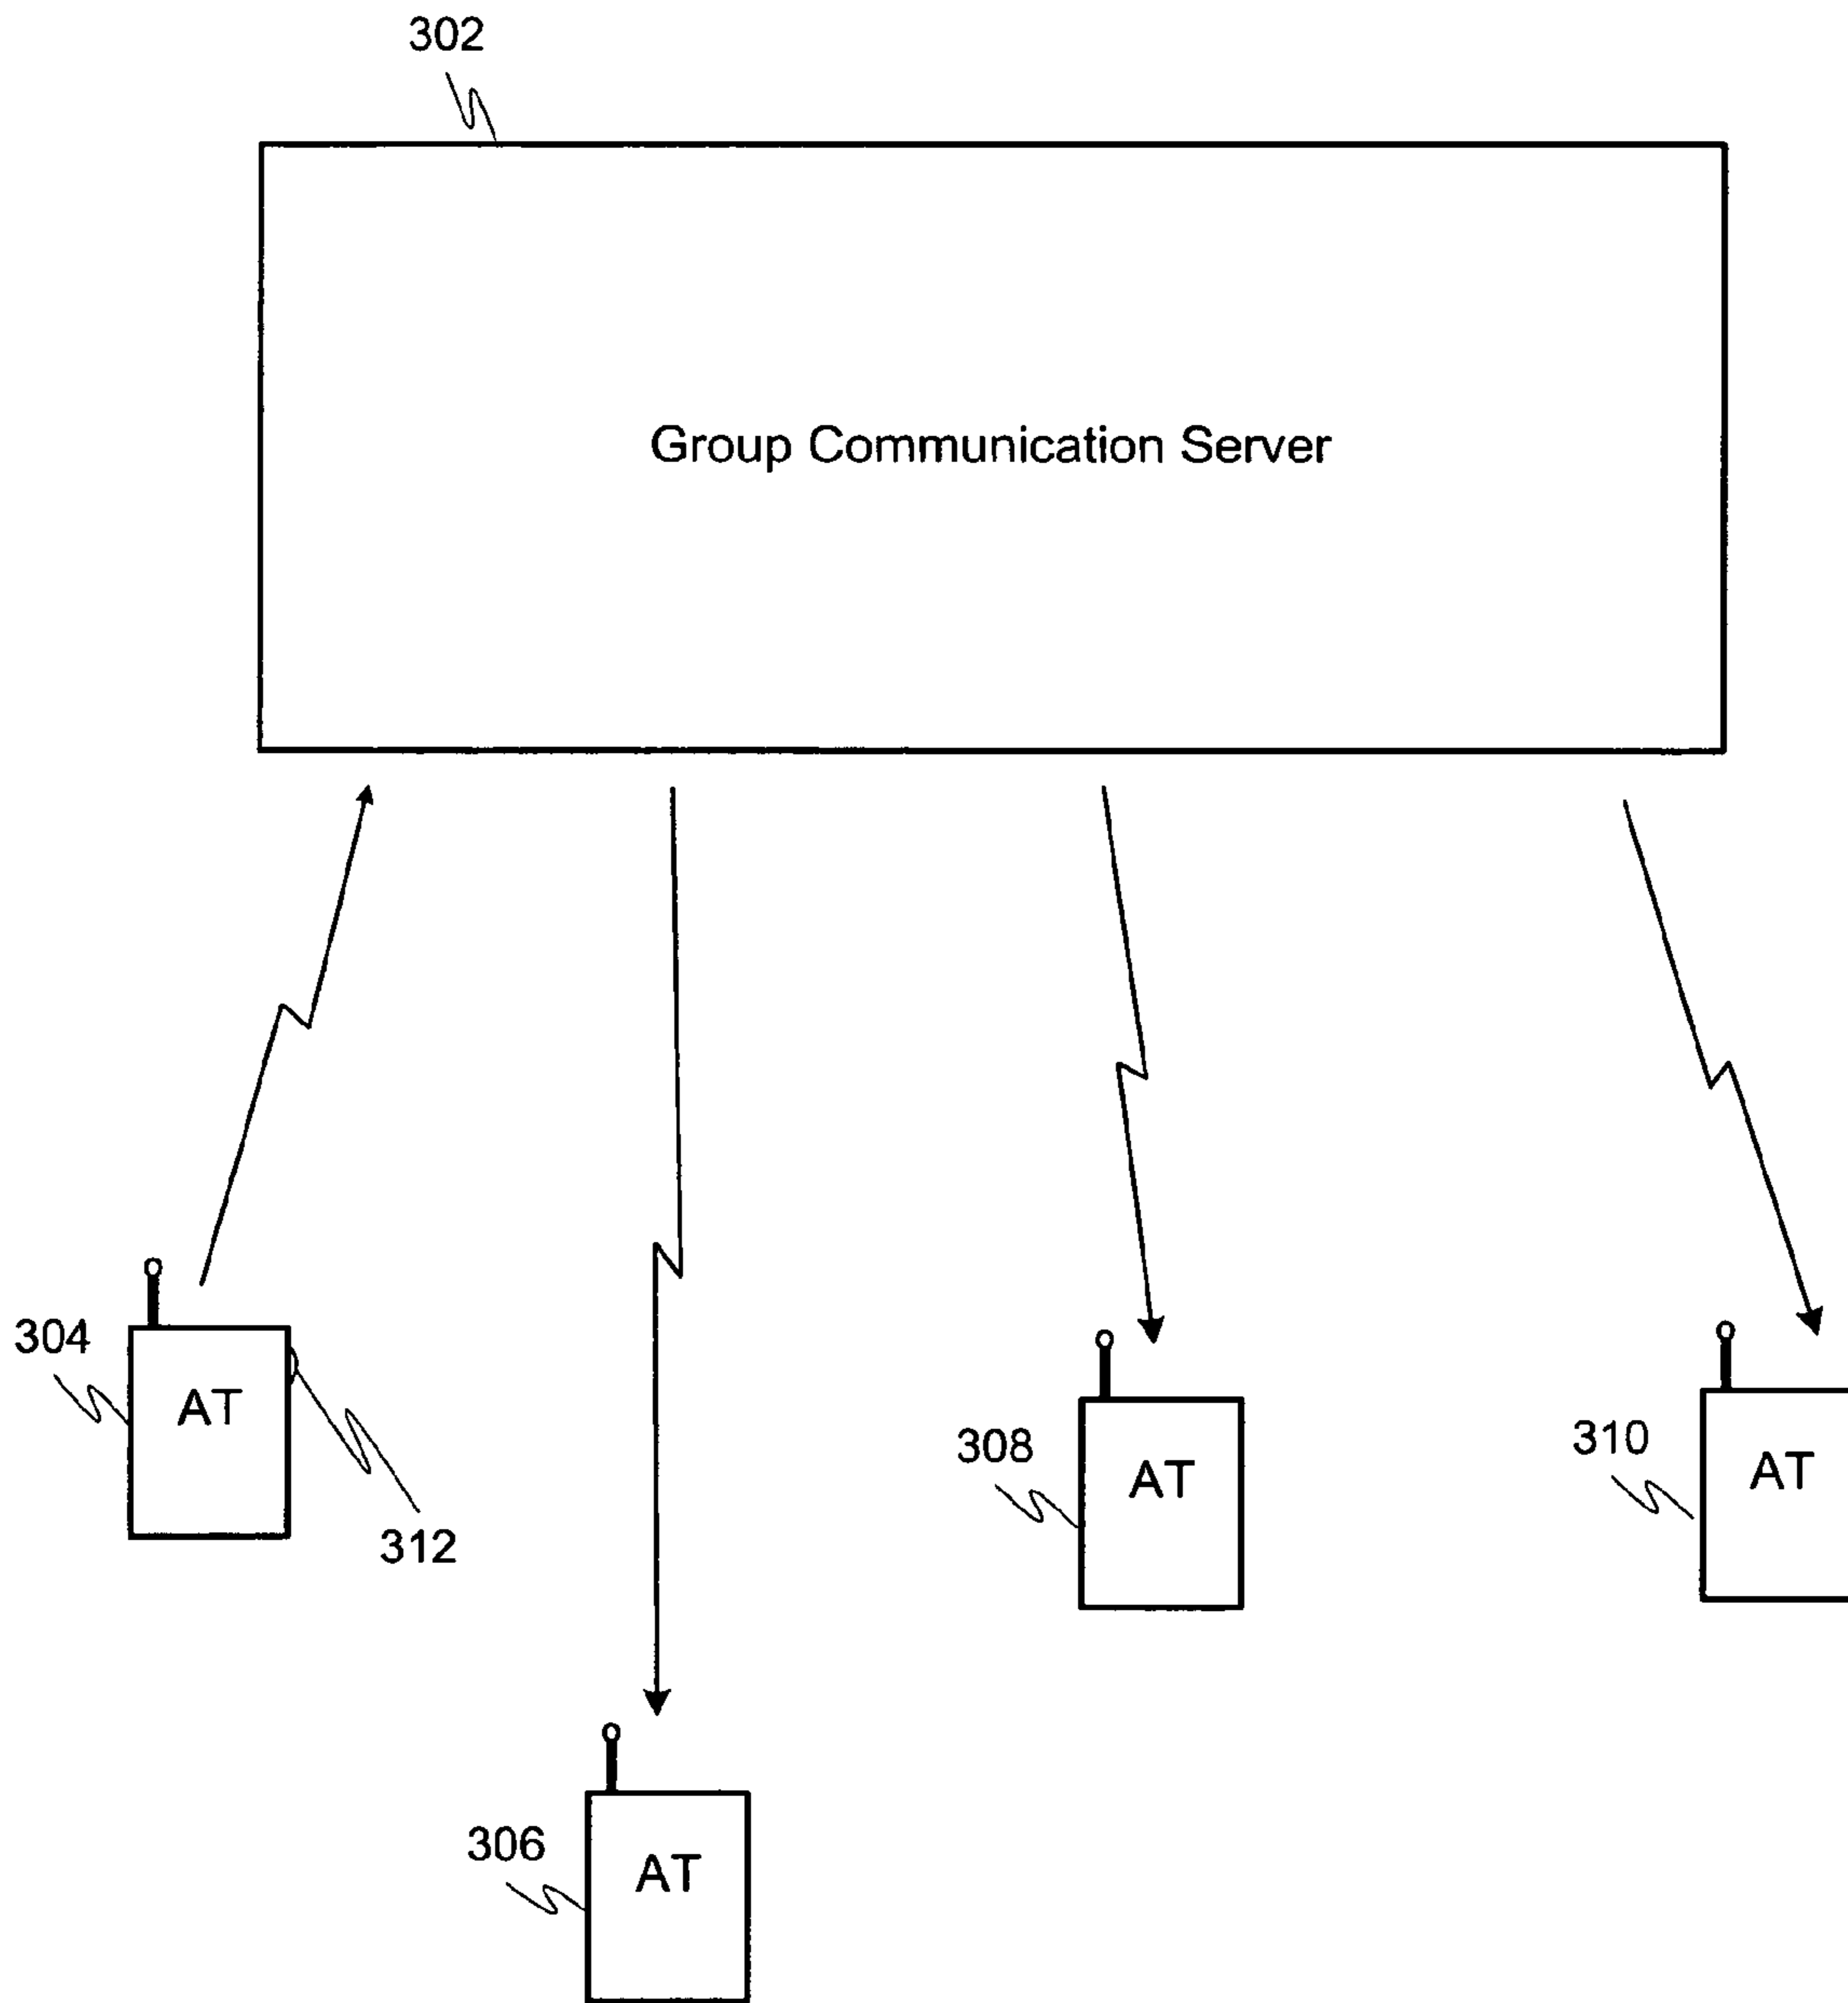 302
Group Communication Server
304
AT
312
308
AT
310
AT
306
AT